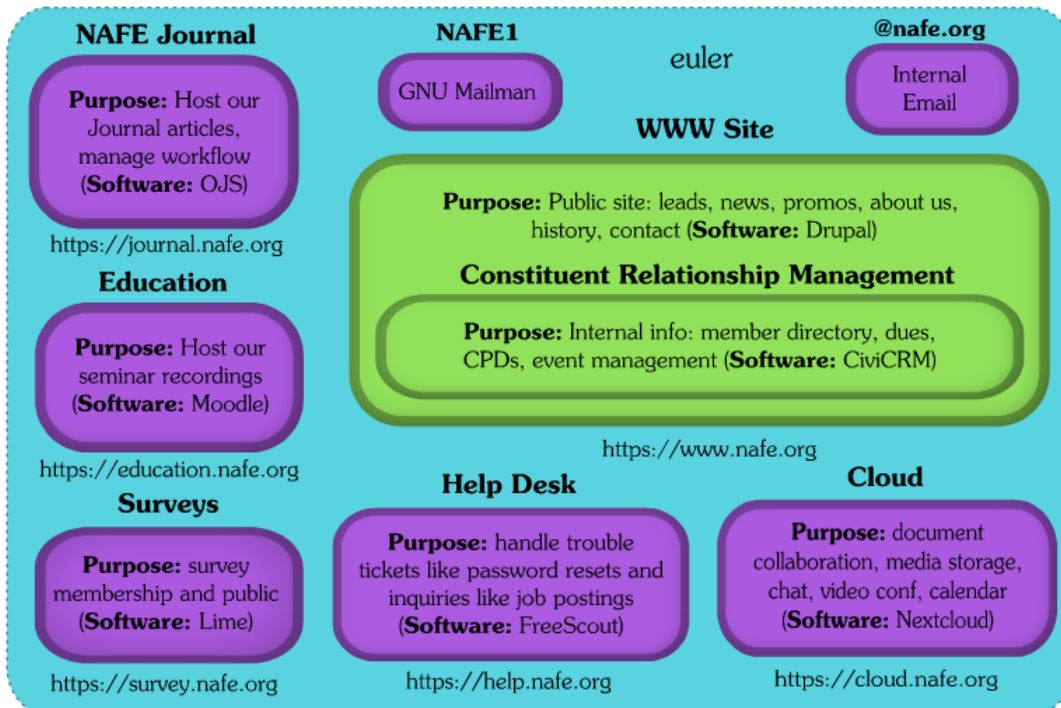 NAFE Journal
Purpose: Host our
Journal articles,
manage workflow
(Software: OJS)
https://journal.nafe.org
NAFE1
GNU Mailman
euler
@nafe.org
Internal
Email
WWW Site
Purpose: Public site: leads, news, promos, about us,
history, contact (Software: Drupal)
Constituent Relationship Management
Purpose: Internal info: member directory, dues,
CPDs, event management (Software: CiviCRM)
https://www.nafe.org
Education
Purpose: Host our
seminar recordings
(Software: Moodle)
https://education.nafe.org
Surveys
Purpose: survey
membership and public
(Software: Lime)
https://survey.nafe.org
Help Desk
Purpose: handle trouble
tickets like password resets and
inquiries like job postings
(Software: FreeScout)
https://help.nafe.org
Cloud
Purpose: document
collaboration, media storage,
chat, video conf, calendar
(Software: Nextcloud)
https://cloud.nafe.org